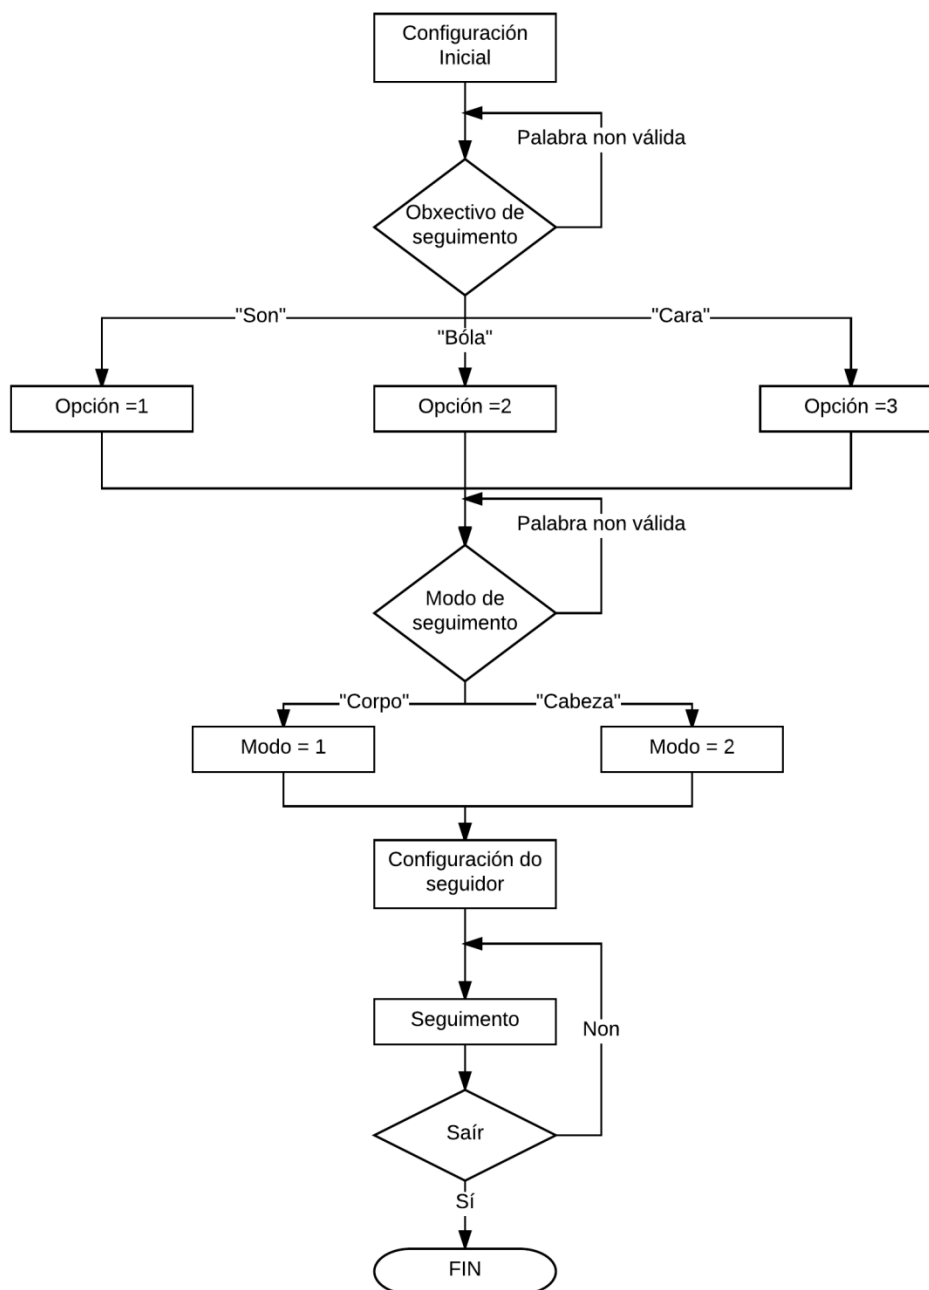 Configuración
Inicial
Palabra non válida
Obxectivo de
seguimento
"Son"
"Cara"
"Bóla"
Opción =1
Opción =2
Opción =3
Palabra non válida
Modo de
seguimento
"Corpo"
"Cabeza"
Modo = 1
Modo = 2
Configuración do
seguidor
Seguimento
Non
Saír
Sí
FIN